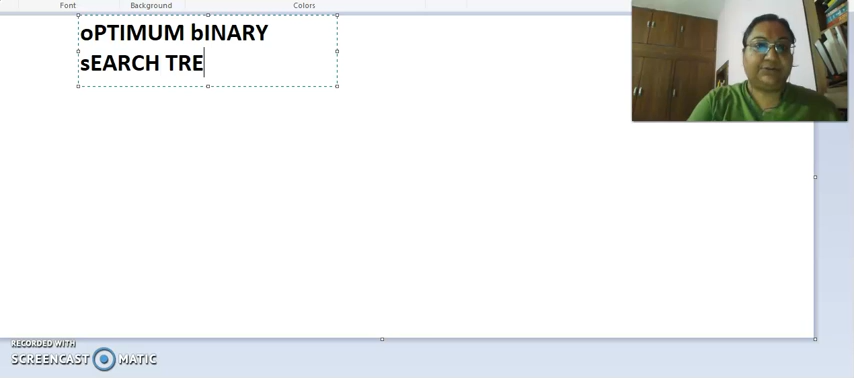 Font Background Colors
oPTIMUM bINARY
sEARCH TRE
RECORDED WITH
SCREENCAST MATIC